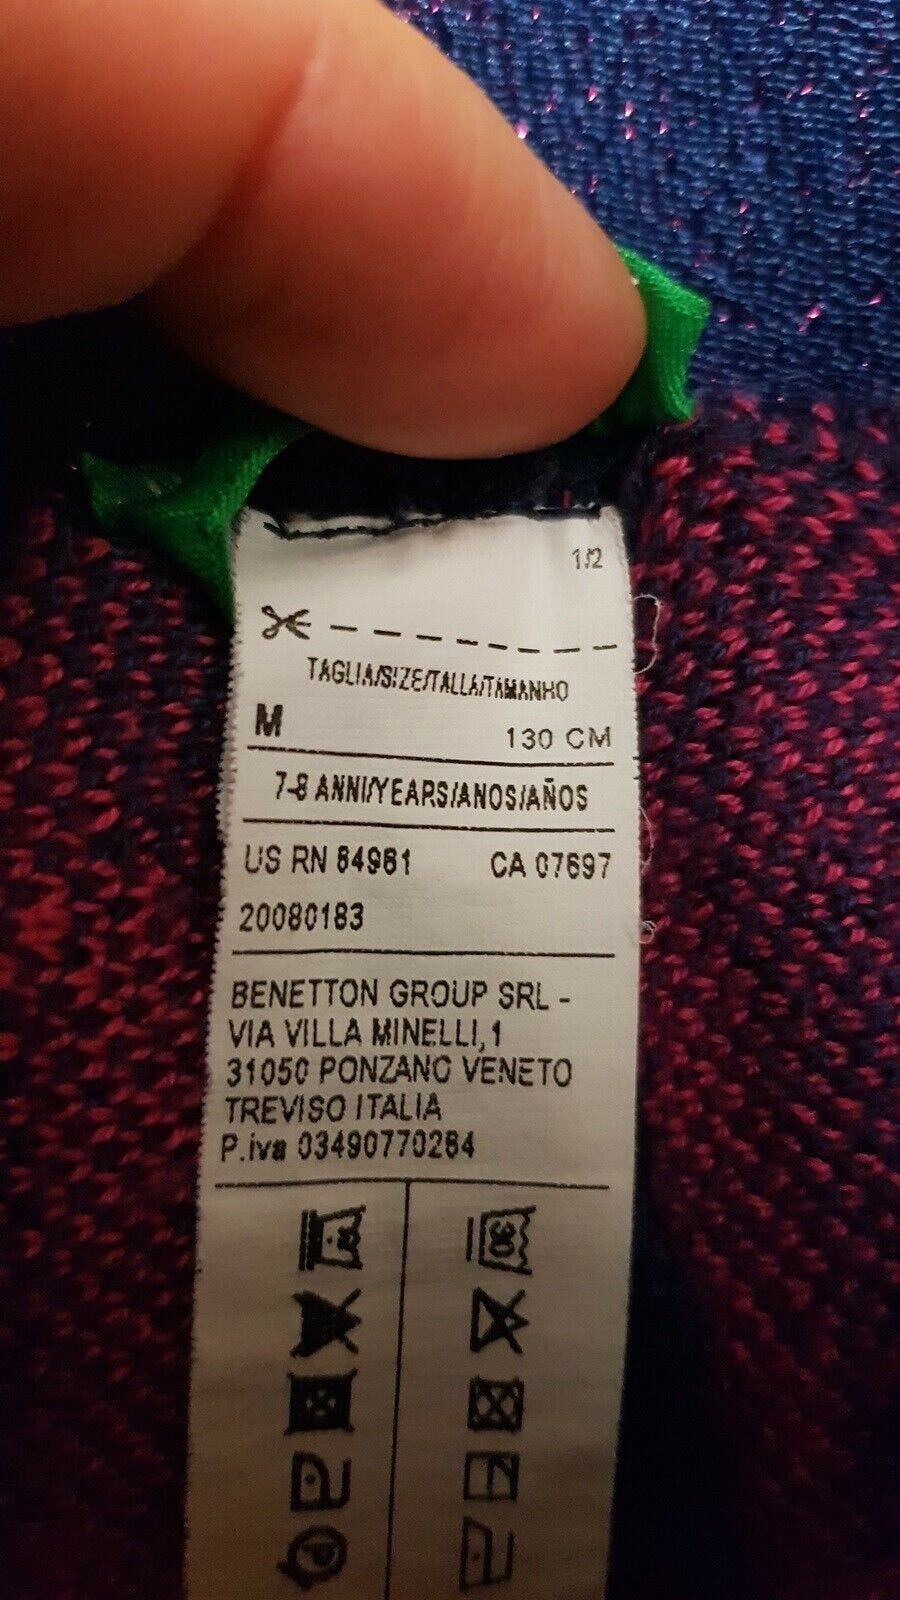 1/2
TAGLIA/SIZE/TALLA/TAMANHO
M 130 CM
7-8 ANNI/YEARS/ANOS/AÑOS
US RN 84961 CA 07697
20080183
BENETTON GROUP SRL -
VIA VILLA MINELLI,1
31050 PONZANO VENETO
TREVISO ITALIA
P.iva 03490770264
30
P